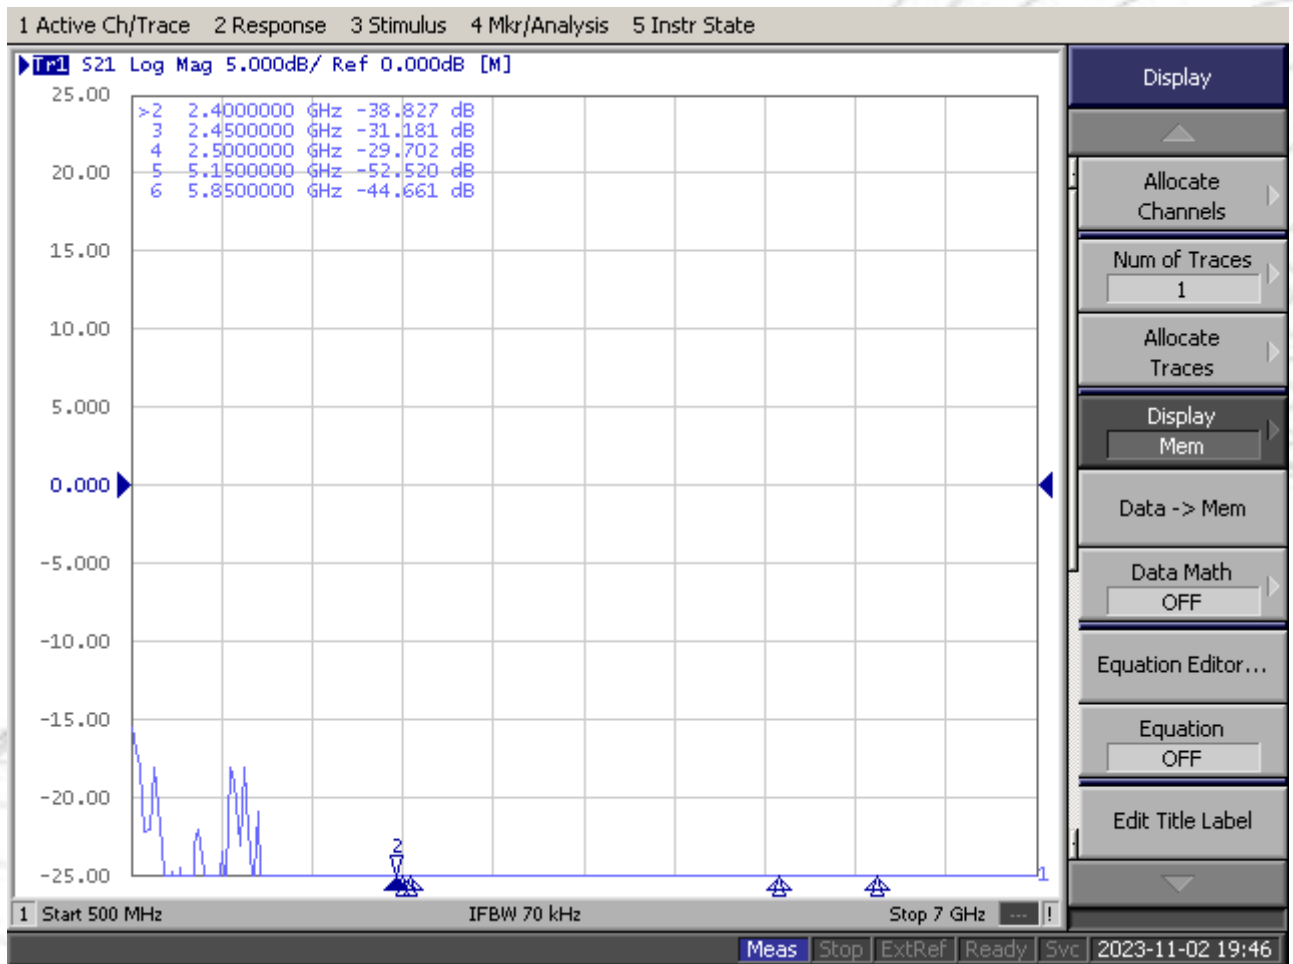 1 Active Ch/Trace 2 Response 3 Stimulus 4 Mkr/Analysis 5 Instr State
Tr1 S21 Log Mag 5.000dB/ Ref 0.000dB [M]
25.00
>2 2.4000000 GHz -38.827 dB
3 2.4500000 GHz -31.181 dB
4 2.5000000 GHz -29.702 dB
5 5.1500000 GHz -52.520 dB
6 5.8500000 GHz -44.661 dB
20.00
15.00
10.00
5.000
0.000
-5.000
-10.00
-15.00
-20.00
-25.00
2
1
1 Start 500 MHz IFBW 70 kHz Stop 7 GHz --- !
Display
Allocate
Channels
Num of Traces
1
Allocate
Traces
Display
Mem
Data -> Mem
Data Math
OFF
Equation Editor...
Equation
OFF
Edit Title Label
Meas Stop ExtRef Ready Svc 2023-11-02 19:46